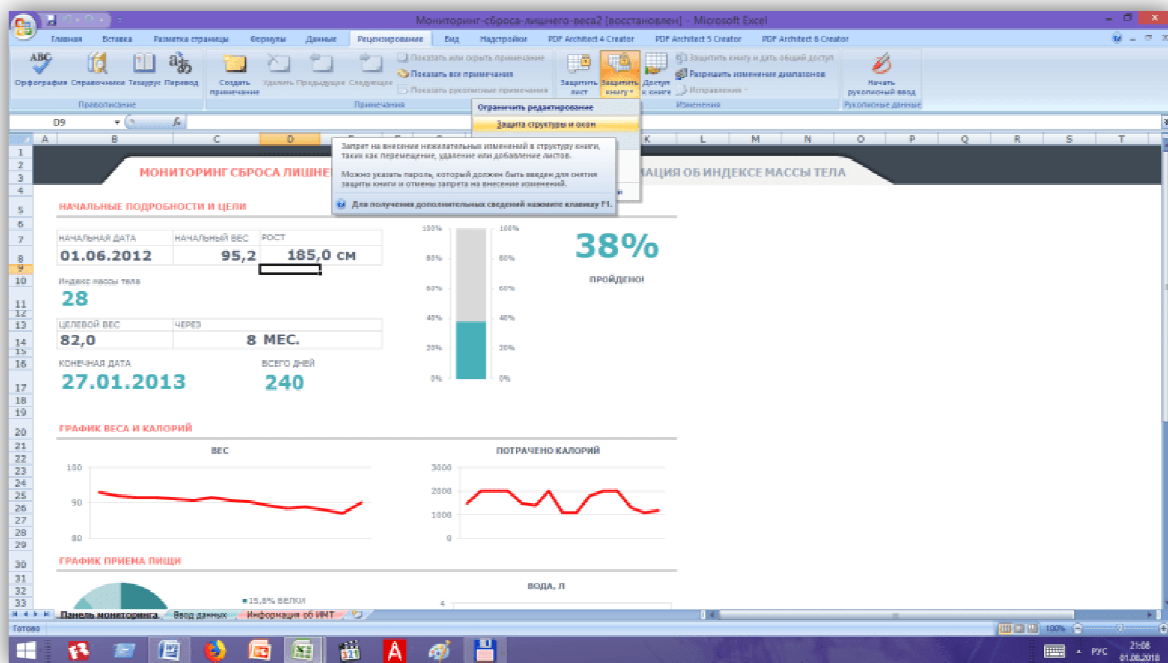 Мониторинг-сброса-лишнего-веса2 [восстановлен] - Microsoft Excel
Главная Вставка Разметка страницы Формулы Данные Рецензирование Вид Надстройки PDF Architect 4 Creator PDF Architect 5 Creator PDF Architect 6 Creator
Орфография Справочники Тезаурус Перевод
Создать примечание Удалить Предыдущее Следующее
Показать или скрыть примечание
Показать все примечания
Показать рукописные примечания
Защитить лист Защитить книгу Доступ к книге
Защитить книгу и дать общий доступ
Разрешить изменение диапазонов
Исправления
Начать рукописный ввод
Правописание Примечания Изменения Рукописные данные
Ограничить редактирование
Защита структуры и окон
D9 fx
A B C D K L M N O P Q R S T
Запрет на внесение нежелательных изменений в структуру книги,
таких как перемещение, удаление или добавление листов.
Можно указать пароль, который должен быть введен для снятия
защиты книги и отмены запрета на внесение изменений.
Для получения дополнительных сведений нажмите клавишу F1.
МОНИТОРИНГ СБРОСА ЛИШНЕ МАЦИЯ ОБ ИНДЕКСЕ МАССЫ ТЕЛА
НАЧАЛЬНЫЕ ПОДРОБНОСТИ И ЦЕЛИ
НАЧАЛЬНАЯ ДАТА НАЧАЛЬНЫЙ ВЕС РОСТ
01.06.2012 95,2 185,0 СМ
Индекс массы тела
28
ЦЕЛЕВОЙ ВЕС ЧЕРЕЗ
82,0 8 МЕС.
КОНЕЧНАЯ ДАТА ВСЕГО ДНЕЙ
27.01.2013 240
100% 100%
80% 80%
60% 60%
40% 40%
20% 20%
0% 0%
38%
ПРОЙДЕНО!
ГРАФИК ВЕСА И КАЛОРИЙ
ВЕС
100
90
80
ПОТРАЧЕНО КАЛОРИЙ
3000
2000
1000
0
ГРАФИК ПРИЕМА ПИЩИ
15,8% БЕЛКИ
ВОДА, Л
4
Панель мониторинга Ввод данных Информация об ИМТ
Готово 100%
РУС 21:08
01.08.2018